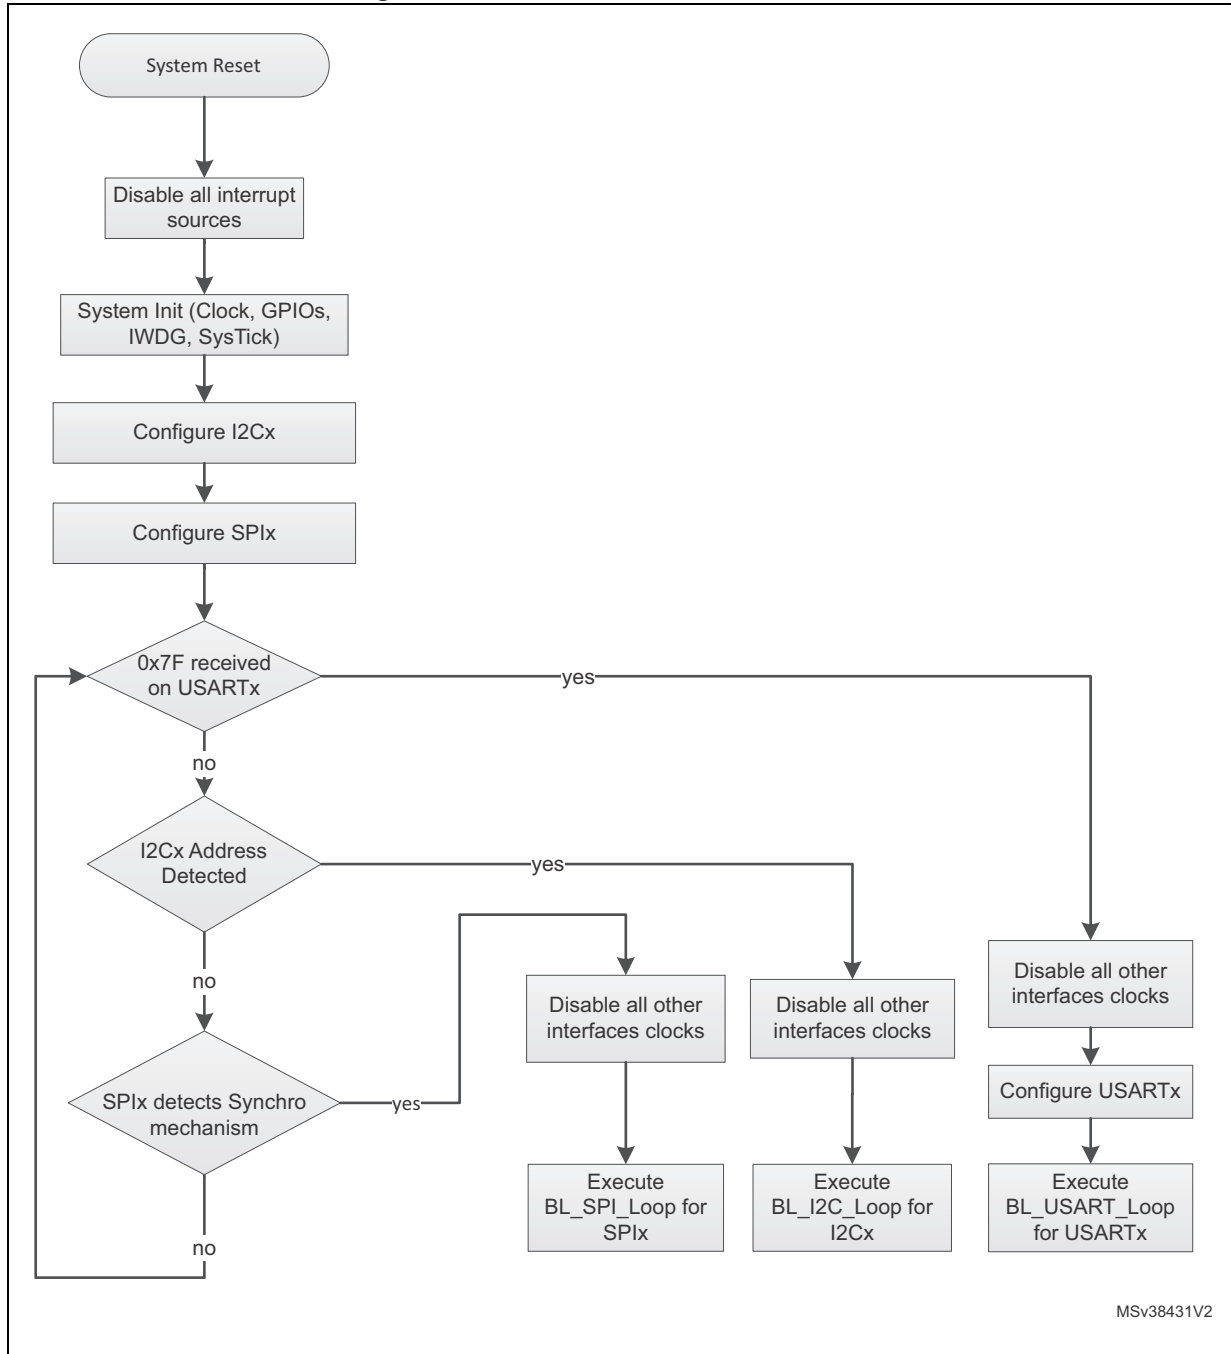 System Reset
Disable all interrupt
sources
System Init (Clock, GPIOs,
IWDG, SysTick)
Configure I2Cx
Configure SPIx
0x7F received
on USARTx
yes
no
I2Cx Address
Detected
yes
no
SPIx detects Synchro
mechanism
yes
no
Disable all other
interfaces clocks
Execute
BL_SPI_Loop for
SPIx
Disable all other
interfaces clocks
Execute
BL_I2C_Loop for
I2Cx
Disable all other
interfaces clocks
Configure USARTx
Execute
BL_USART_Loop
for USARTx
MSv38431V2